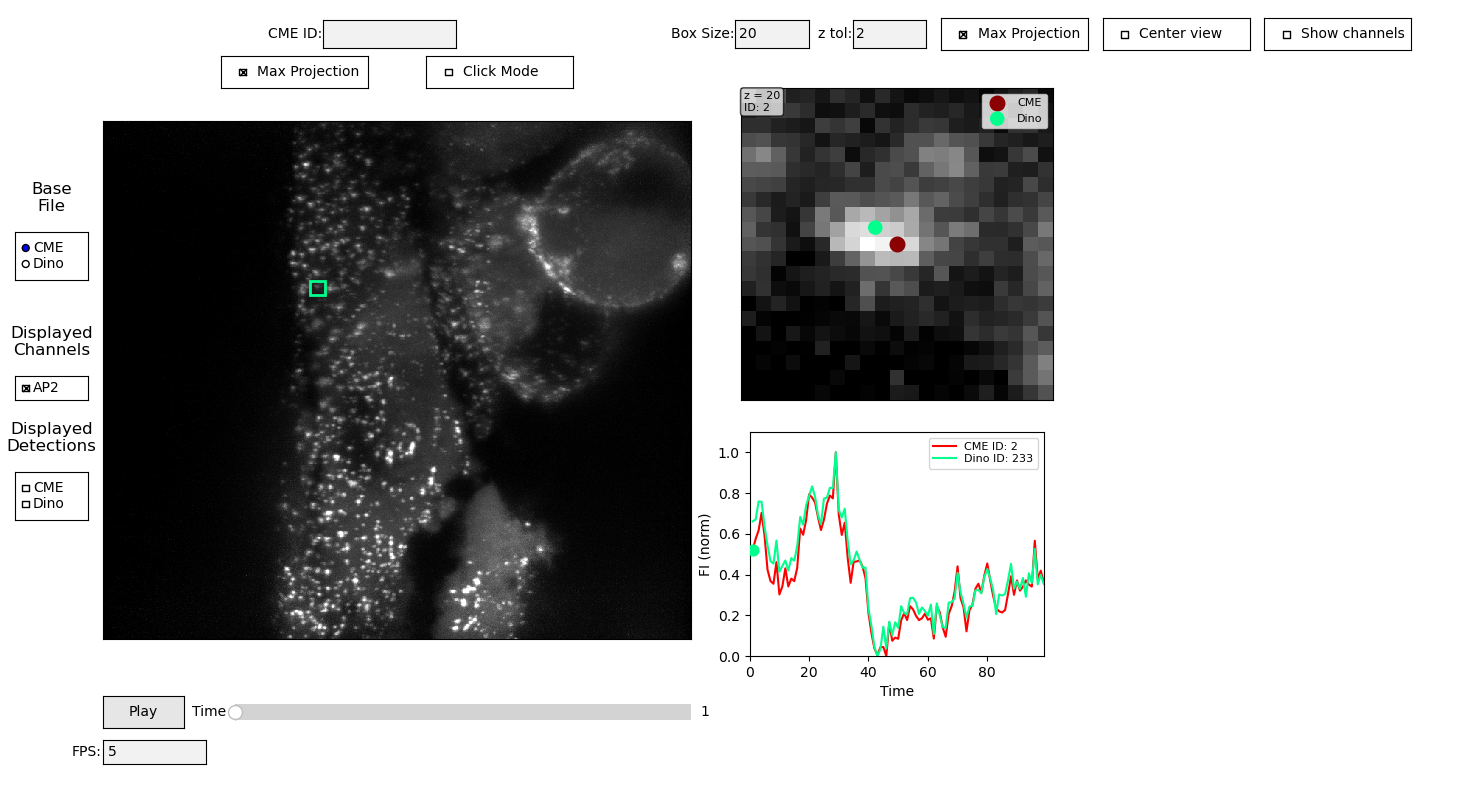 CME ID:
Box Size: 20
z tol: 2
Max Projection
Center view
Show channels
Max Projection
Click Mode
z = 20
ID: 2
CME
Dino
Base
File
CME
Dino
Displayed
Channels
AP2
Displayed
Detections
CME
Dino
CME ID: 2
Dino ID: 233
FI (norm)
1.0
0.8
0.6
0.4
0.2
0.0
0 20 40 60 80
Time
Play
Time
1
FPS: 5